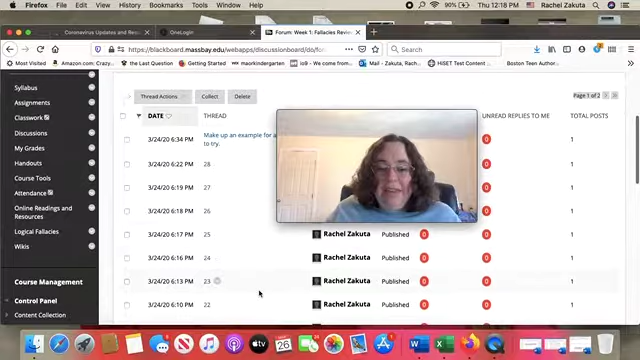 Firefox File Edit View History Bookmarks Tools Window Help 90% Thu 12:18 PM Rachel Zakuta
Coronavirus Updates and Res OneLogin Forum: Week 1: Fallacies Review
https://blackboard.massbay.edu/webapps/discussionboard/do/for Search
Most Visited Amazon.com: Crazy the Last Question Getting Started maorkindergarten io9 - We come fro Mail - Zakuta, Rach HiSET Test Resourc Boston Teen Author
Syllabus
Assignments
Classwork
Discussions
My Grades
Handouts
Course Tools
Attendance
Online Readings and
Resources
Logical Fallacies
Wikis
Course Management
Control Panel
Content Collection
Thread Actions Collect Delete Page 1 of 2
DATE THREAD UNREAD REPLIES TO ME TOTAL POSTS
3/24/20 6:34 PM Make up an example for a 0 1
to try.
3/24/20 6:22 PM 28 0 1
3/24/20 6:19 PM 27 0 1
3/24/20 6:18 PM 26 0 1
3/24/20 6:17 PM 25 Rachel Zakuta Published 0 0 1
3/24/20 6:16 PM 24 Rachel Zakuta Published 0 0 1
3/24/20 6:13 PM 23 Rachel Zakuta Published 0 0 1
3/24/20 6:10 PM 22 Rachel Zakuta Published 0 0 1